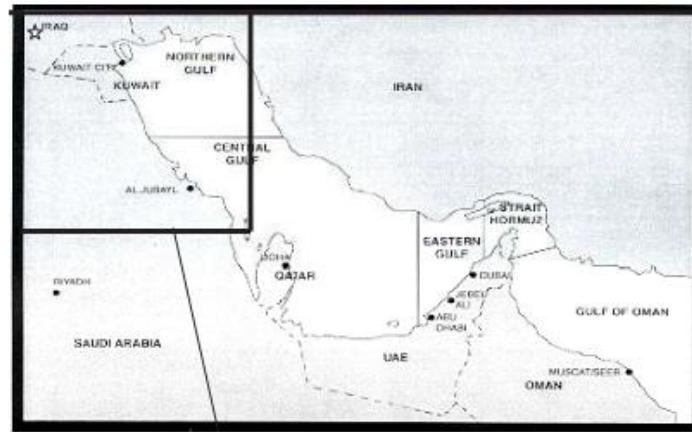 IRAQ
KUWAIT CITY
NORTHERN
GULF
KUWAIT
IRAN
CENTRAL
GULF
AL JUBAYL
STRAIT
HORMUZ
EASTERN
GULF
DOHA
QATAR
DUBAI
RIYADH
JEBEL
ALI
ABU
DHABI
GULF OF OMAN
SAUDI ARABIA
UAE
MUSCAT/SEEB
OMAN